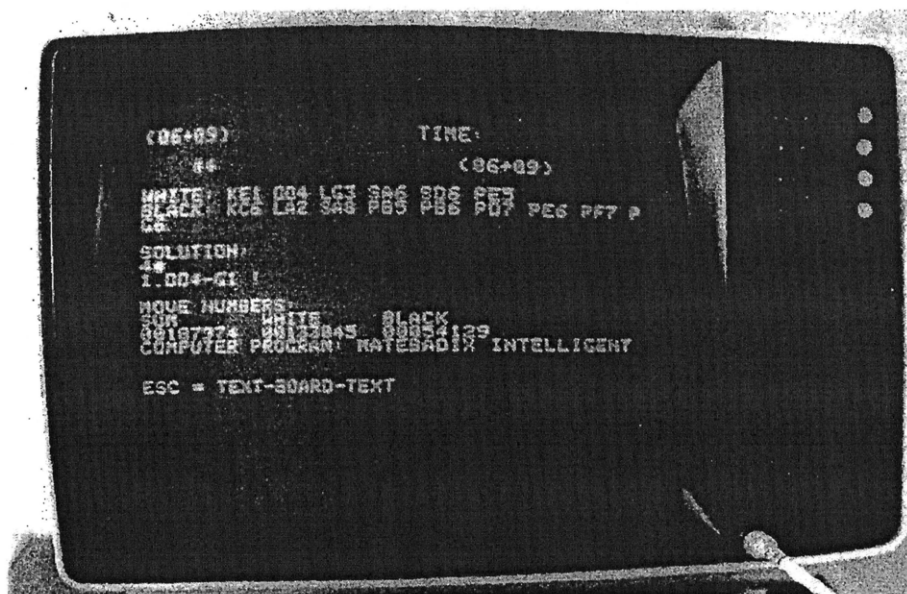 (06+09) TIME:
4# (06+09)
WHITE: KE1 DD4 LG3 SA6 SD6 PE5
BLACK: KC6 LA2 SA8 PB5 PB6 PD7 PE6 PF7 P
G6
SOLUTION:
4#
1.DD4-G1 !
MOVE NUMBERS:
SUM WHITE BLACK
COMPUTER PROGRAM: MATEBADIX INTELLIGENT
ESC = TEXT-BOARD-TEXT